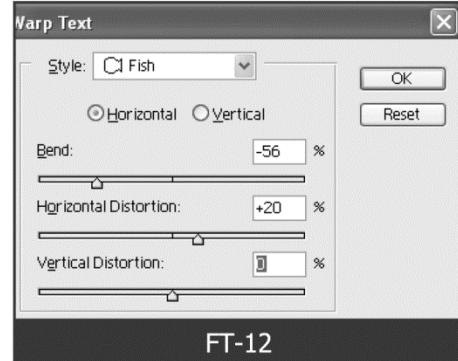 Warp Text
Style: Fish
OK
Horizontal Vertical
Reset
Bend: -56 %
Horizontal Distortion: +20 %
Vertical Distortion: 0 %
FT-12